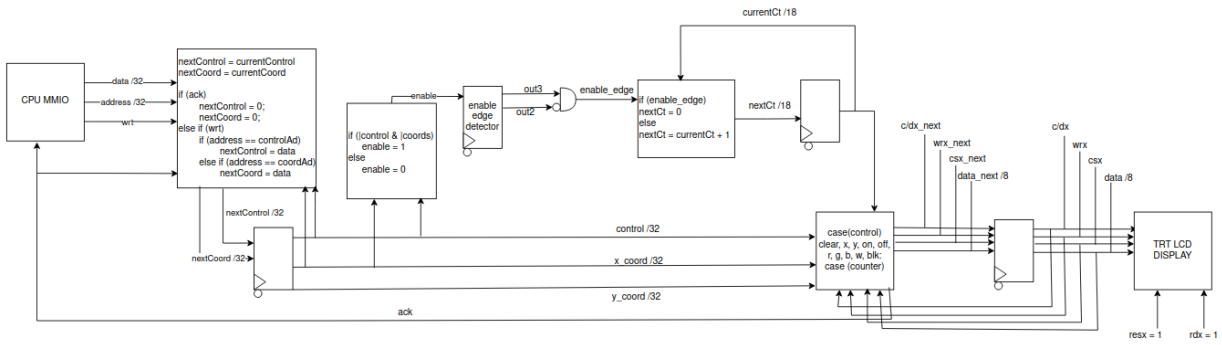 currentCt /18
nextControl = currentControl
nextCoord = currentCoord
if (ack)
nextControl = 0;
nextCoord = 0;
else if (wrt)
if (address == controlAd)
nextControl = data
else if (address == coordAd)
nextCoord = data
CPU MMIO
data /32
address /32
wrt
enable
enable
edge
detector
out3
out2
enable_edge
if (enable_edge)
nextCt = 0
else
nextCt = currentCt + 1
nextCt /18
if (|control & |coords)
enable = 1
else
enable = 0
c/dx_next
wrx_next
csx_next
data_next /8
c/dx
wrx
csx
data /8
nextControl /32
nextCoord /32
control /32
x_coord /32
y_coord /32
case(control)
clear, x, y, on, off,
r, g, b, w, blk:
case (counter)
TRT LCD
DISPLAY
ack
resx = 1
rdx = 1